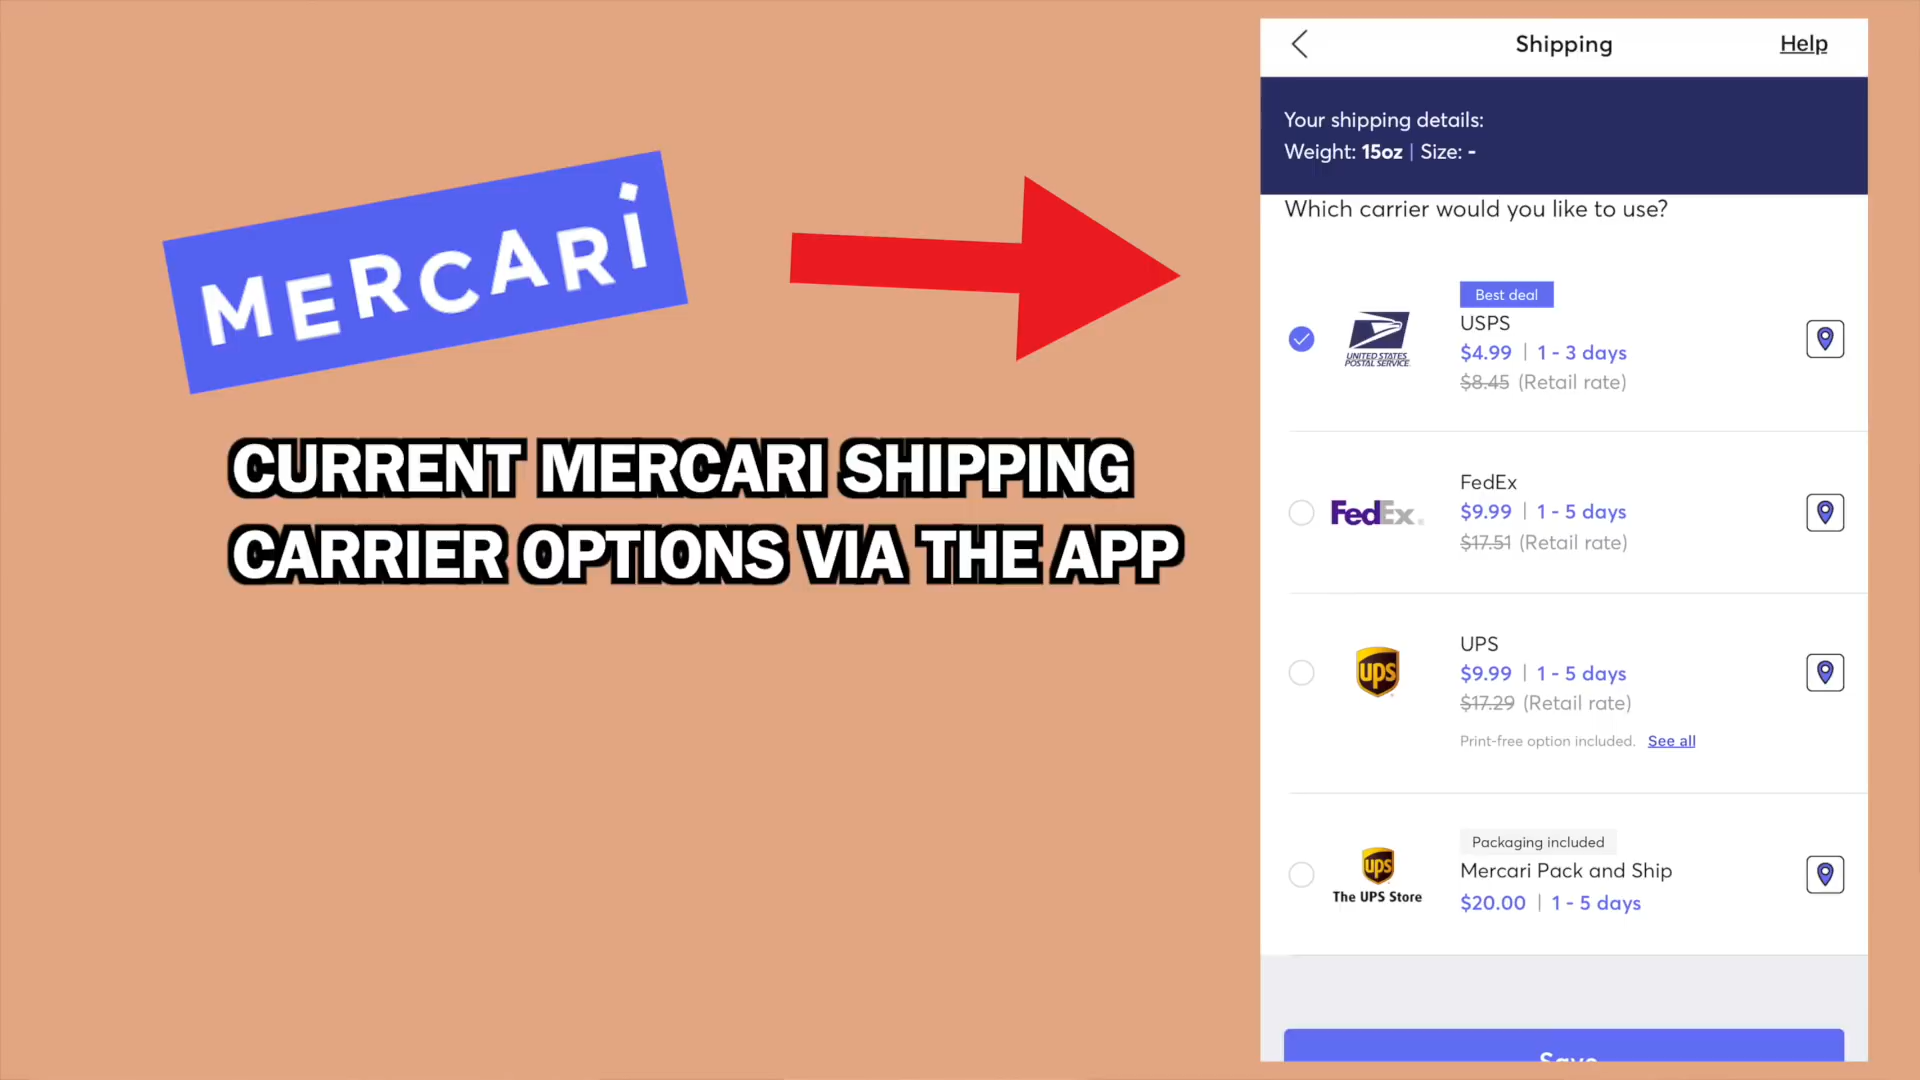 MERCARI
CURRENT MERCARI SHIPPING
CARRIER OPTIONS VIA THE APP
Shipping
Help
Your shipping details:
Weight: 15oz | Size: -
Which carrier would you like to use?
Best deal
UNITED STATES
POSTAL SERVICE
USPS
$4.99 | 1 - 3 days
$8.45 (Retail rate)
FedEx
FedEx
$9.99 | 1 - 5 days
$17.51 (Retail rate)
ups
UPS
$9.99 | 1 - 5 days
$17.29 (Retail rate)
Print-free option included. See all
Packaging included
ups
The UPS Store
Mercari Pack and Ship
$20.00 | 1 - 5 days
Save